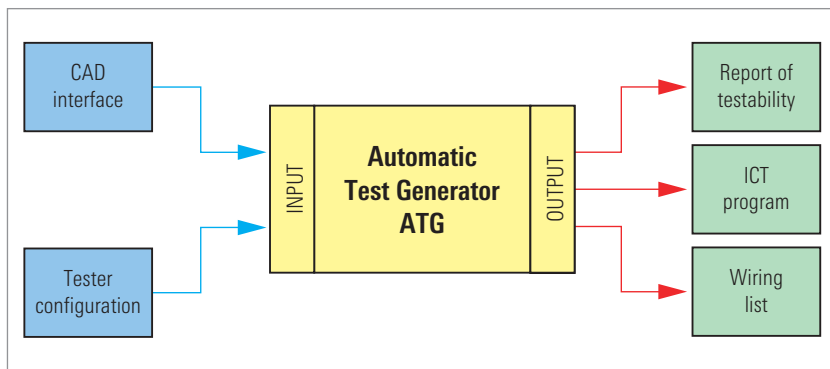 CAD
interface
Tester
configuration
INPUT
Automatic
Test Generator
ATG
OUTPUT
Report of
testability
ICT
program
Wiring
list